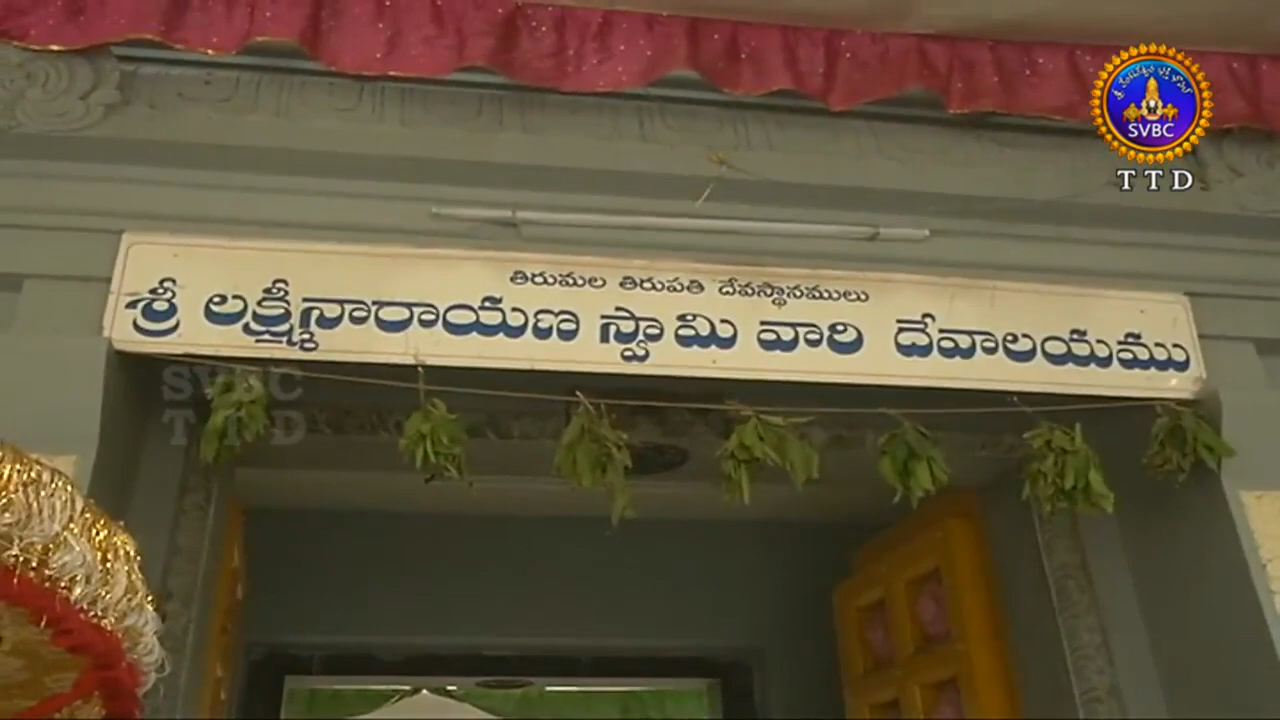 తిరుమల తిరుపతి దేవస్థానములు
శ్రీ లక్ష్మీనారాయణ స్వామి వారి దేవాలయము
SVBC
TTD
SVBC
TTD